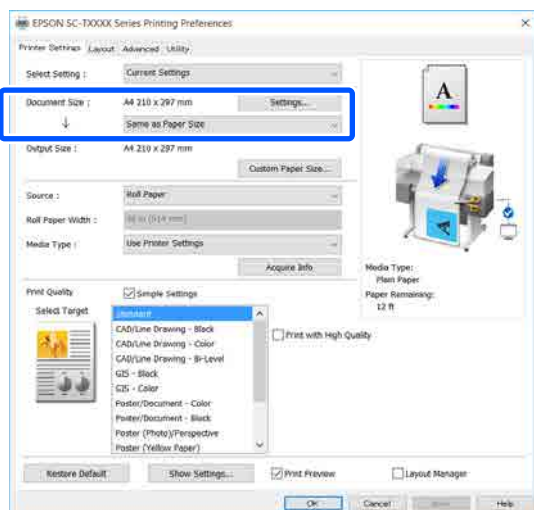 EPSON SC-TXXXX Series Printing Preferences
Printer Settings Layout Advanced Utility
Select Setting : Current Settings
Document Size : A4 210 x 297 mm Settings...
Same as Paper Size
Output Size : A4 210 x 297 mm
Custom Paper Size...
Source : Roll Paper
Roll Paper Width :
Media Type : Use Printer Settings
Acquire Info
Media Type:
Plain Paper
Paper Remaining:
12 ft
Print Quality Simple Settings
Select Target
Standard
CAD/Line Drawing - Black
CAD/Line Drawing - Color
CAD/Line Drawing - Bi-Level
GIS - Black
GIS - Color
Poster/Document - Color
Poster/Document - Black
Poster (Photo)/Perspective
Poster (Yellow Paper)
Print with High Quality
Restore Default Show Settings... Print Preview Layout Manager
OK Cancel Help
A
A